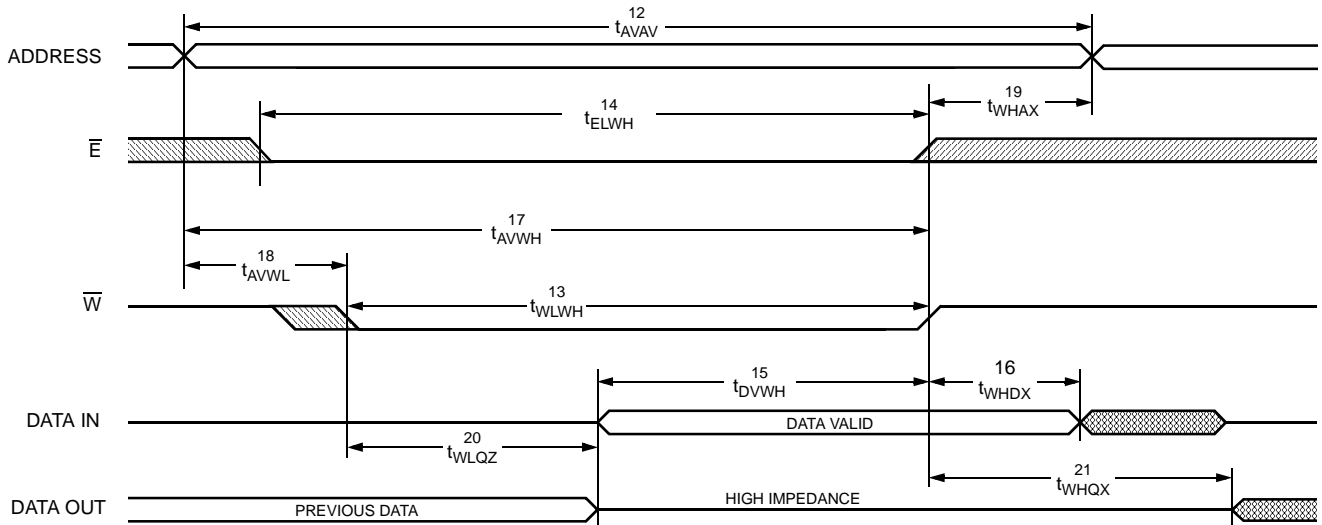 12
tAVAV
ADDRESS
19
tWHAX
14
tELWH
E
17
tAVWH
18
tAVWL
W
13
tWLWH
15
tDVWH
16
tWHDX
DATA IN
DATA VALID
20
tWLQZ
21
tWHQX
DATA OUT
PREVIOUS DATA
HIGH IMPEDANCE